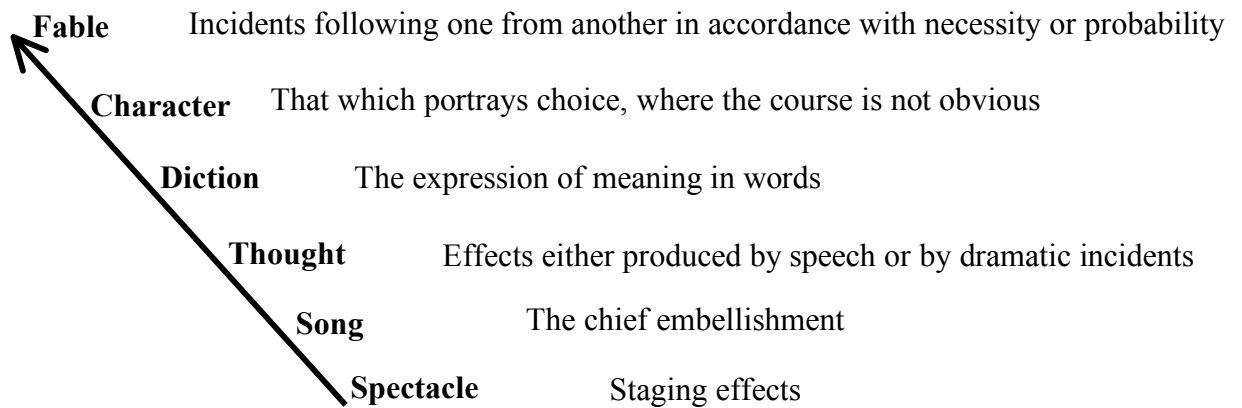 Fable Incidents following one from another in accordance with necessity or probability
Character That which portrays choice, where the course is not obvious
Diction The expression of meaning in words
Thought Effects either produced by speech or by dramatic incidents
Song The chief embellishment
Spectacle Staging effects